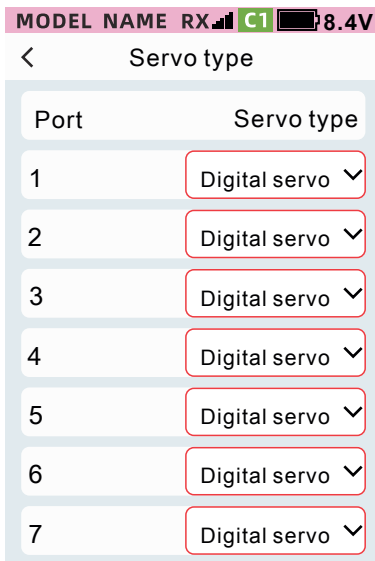 MODEL NAME RX C1 8.4V
Servo type
Port Servo type
1 Digital servo
2 Digital servo
3 Digital servo
4 Digital servo
5 Digital servo
6 Digital servo
7 Digital servo